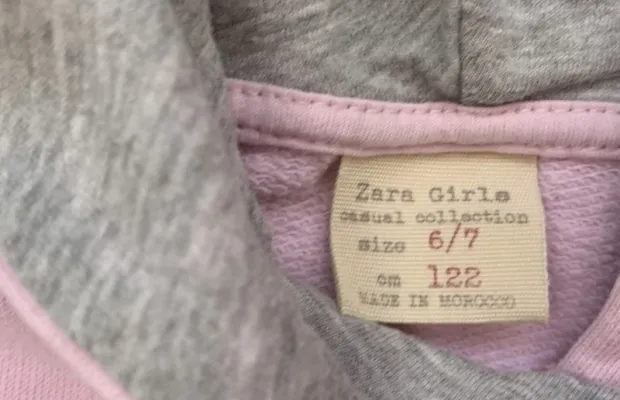 Zara Girls
casual collection
size 6/7
cm 122
MADE IN MOROCCO